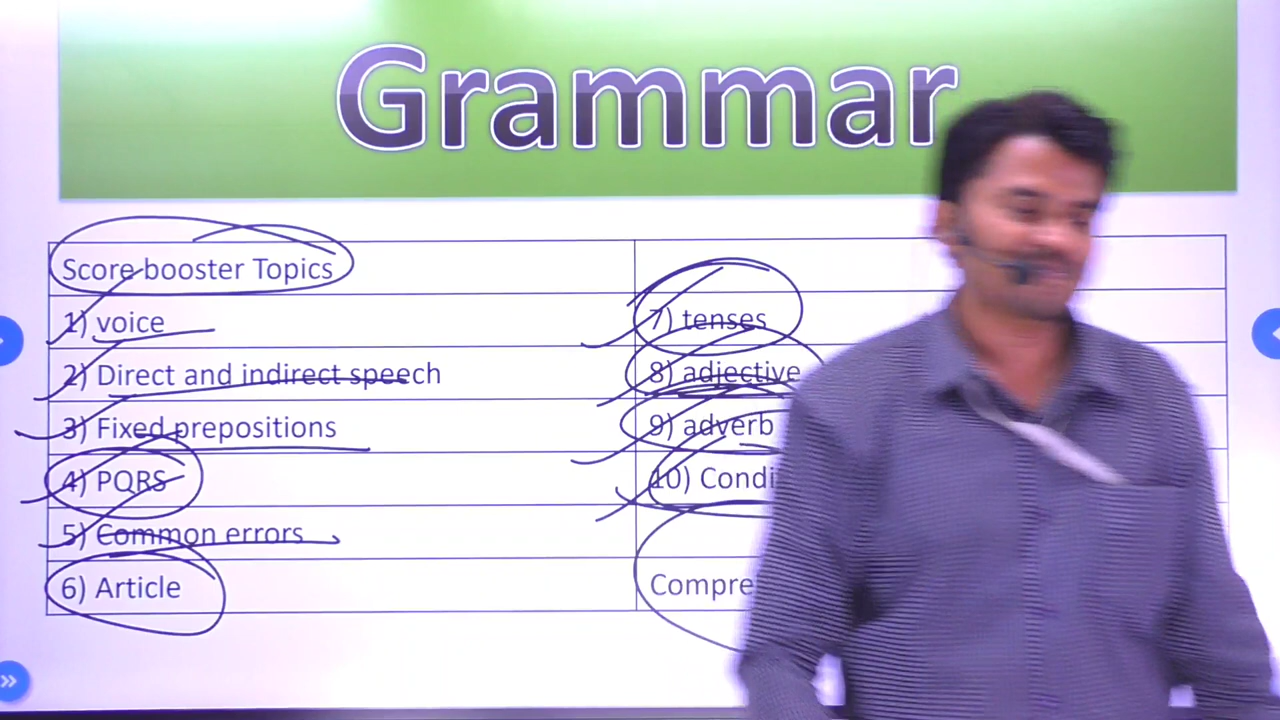 Grammar
Score booster Topics
1) voice
2) Direct and indirect speech
3) Fixed prepositions
4) PQRS
5) Common errors
6) Article
7) tenses
8) adjective
9) adverb
10)